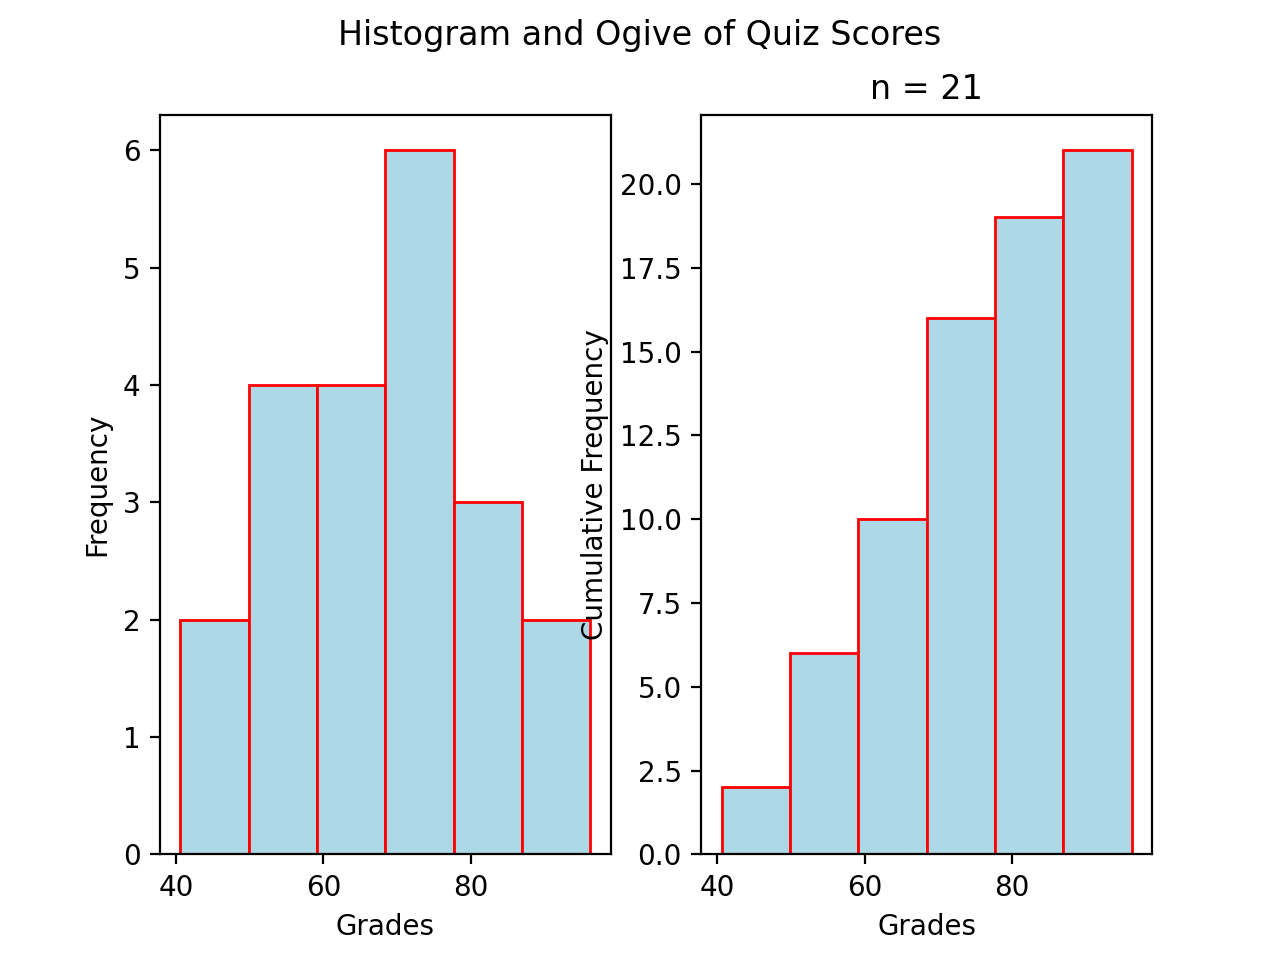 Histogram and Ogive of Quiz Scores
6
5
4
3
2
1
0
Frequency
40 60 80
Grades
n = 21
20.0
17.5
15.0
12.5
10.0
7.5
5.0
2.5
0.0
Cumulative Frequency
40 60 80
Grades